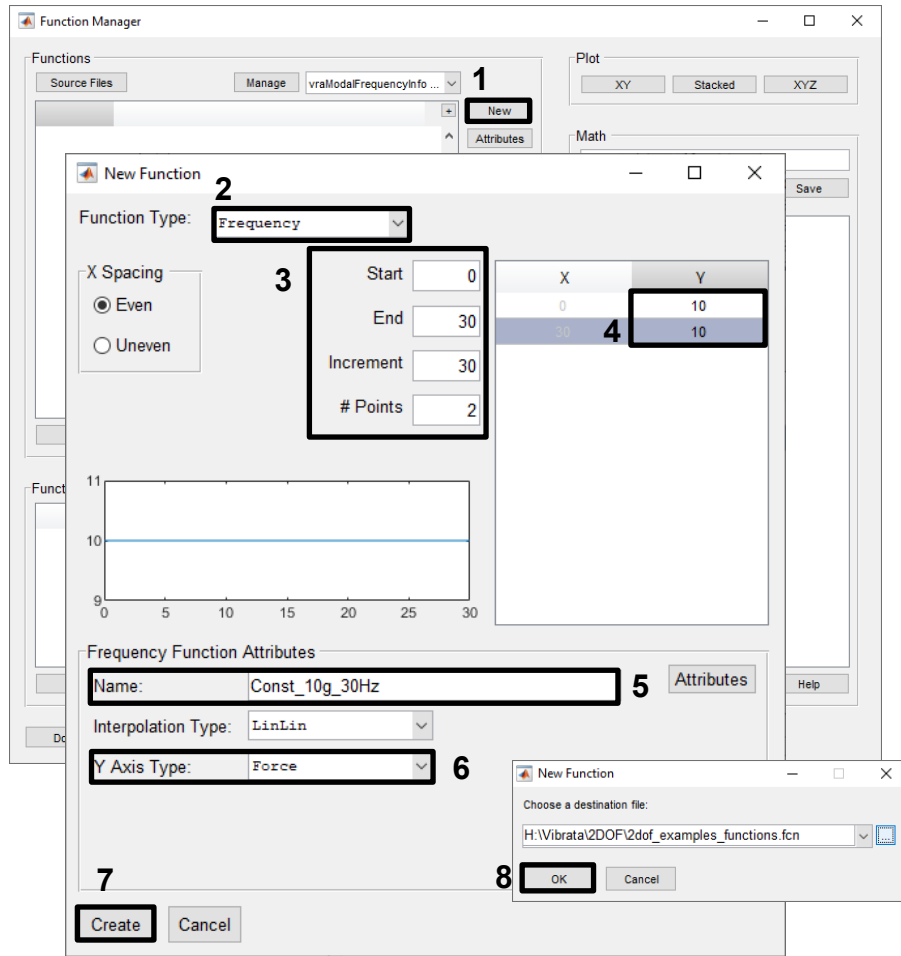 Function Manager
Functions
Plot
Source Files
Manage
vraModalFrequencyInfo ...
1
XY
Stacked
XYZ
+
New
Attributes
Math
New Function
Save
2
Function Type:
Frequency
X Spacing
Even
Uneven
3
Start
0
End
30
Increment
30
# Points
2
X
Y
0
10
30
4
10
11
10
9
0
5
10
15
20
25
30
Funct
Frequency Function Attributes
Name:
Const_10g_30Hz
5
Attributes
Help
Interpolation Type:
LinLin
Do
Y Axis Type:
Force
6
New Function
Choose a destination file:
H:\Vibrata\2DOF\2dof_examples_functions.fcn
...
8
OK
Cancel
7
Create
Cancel